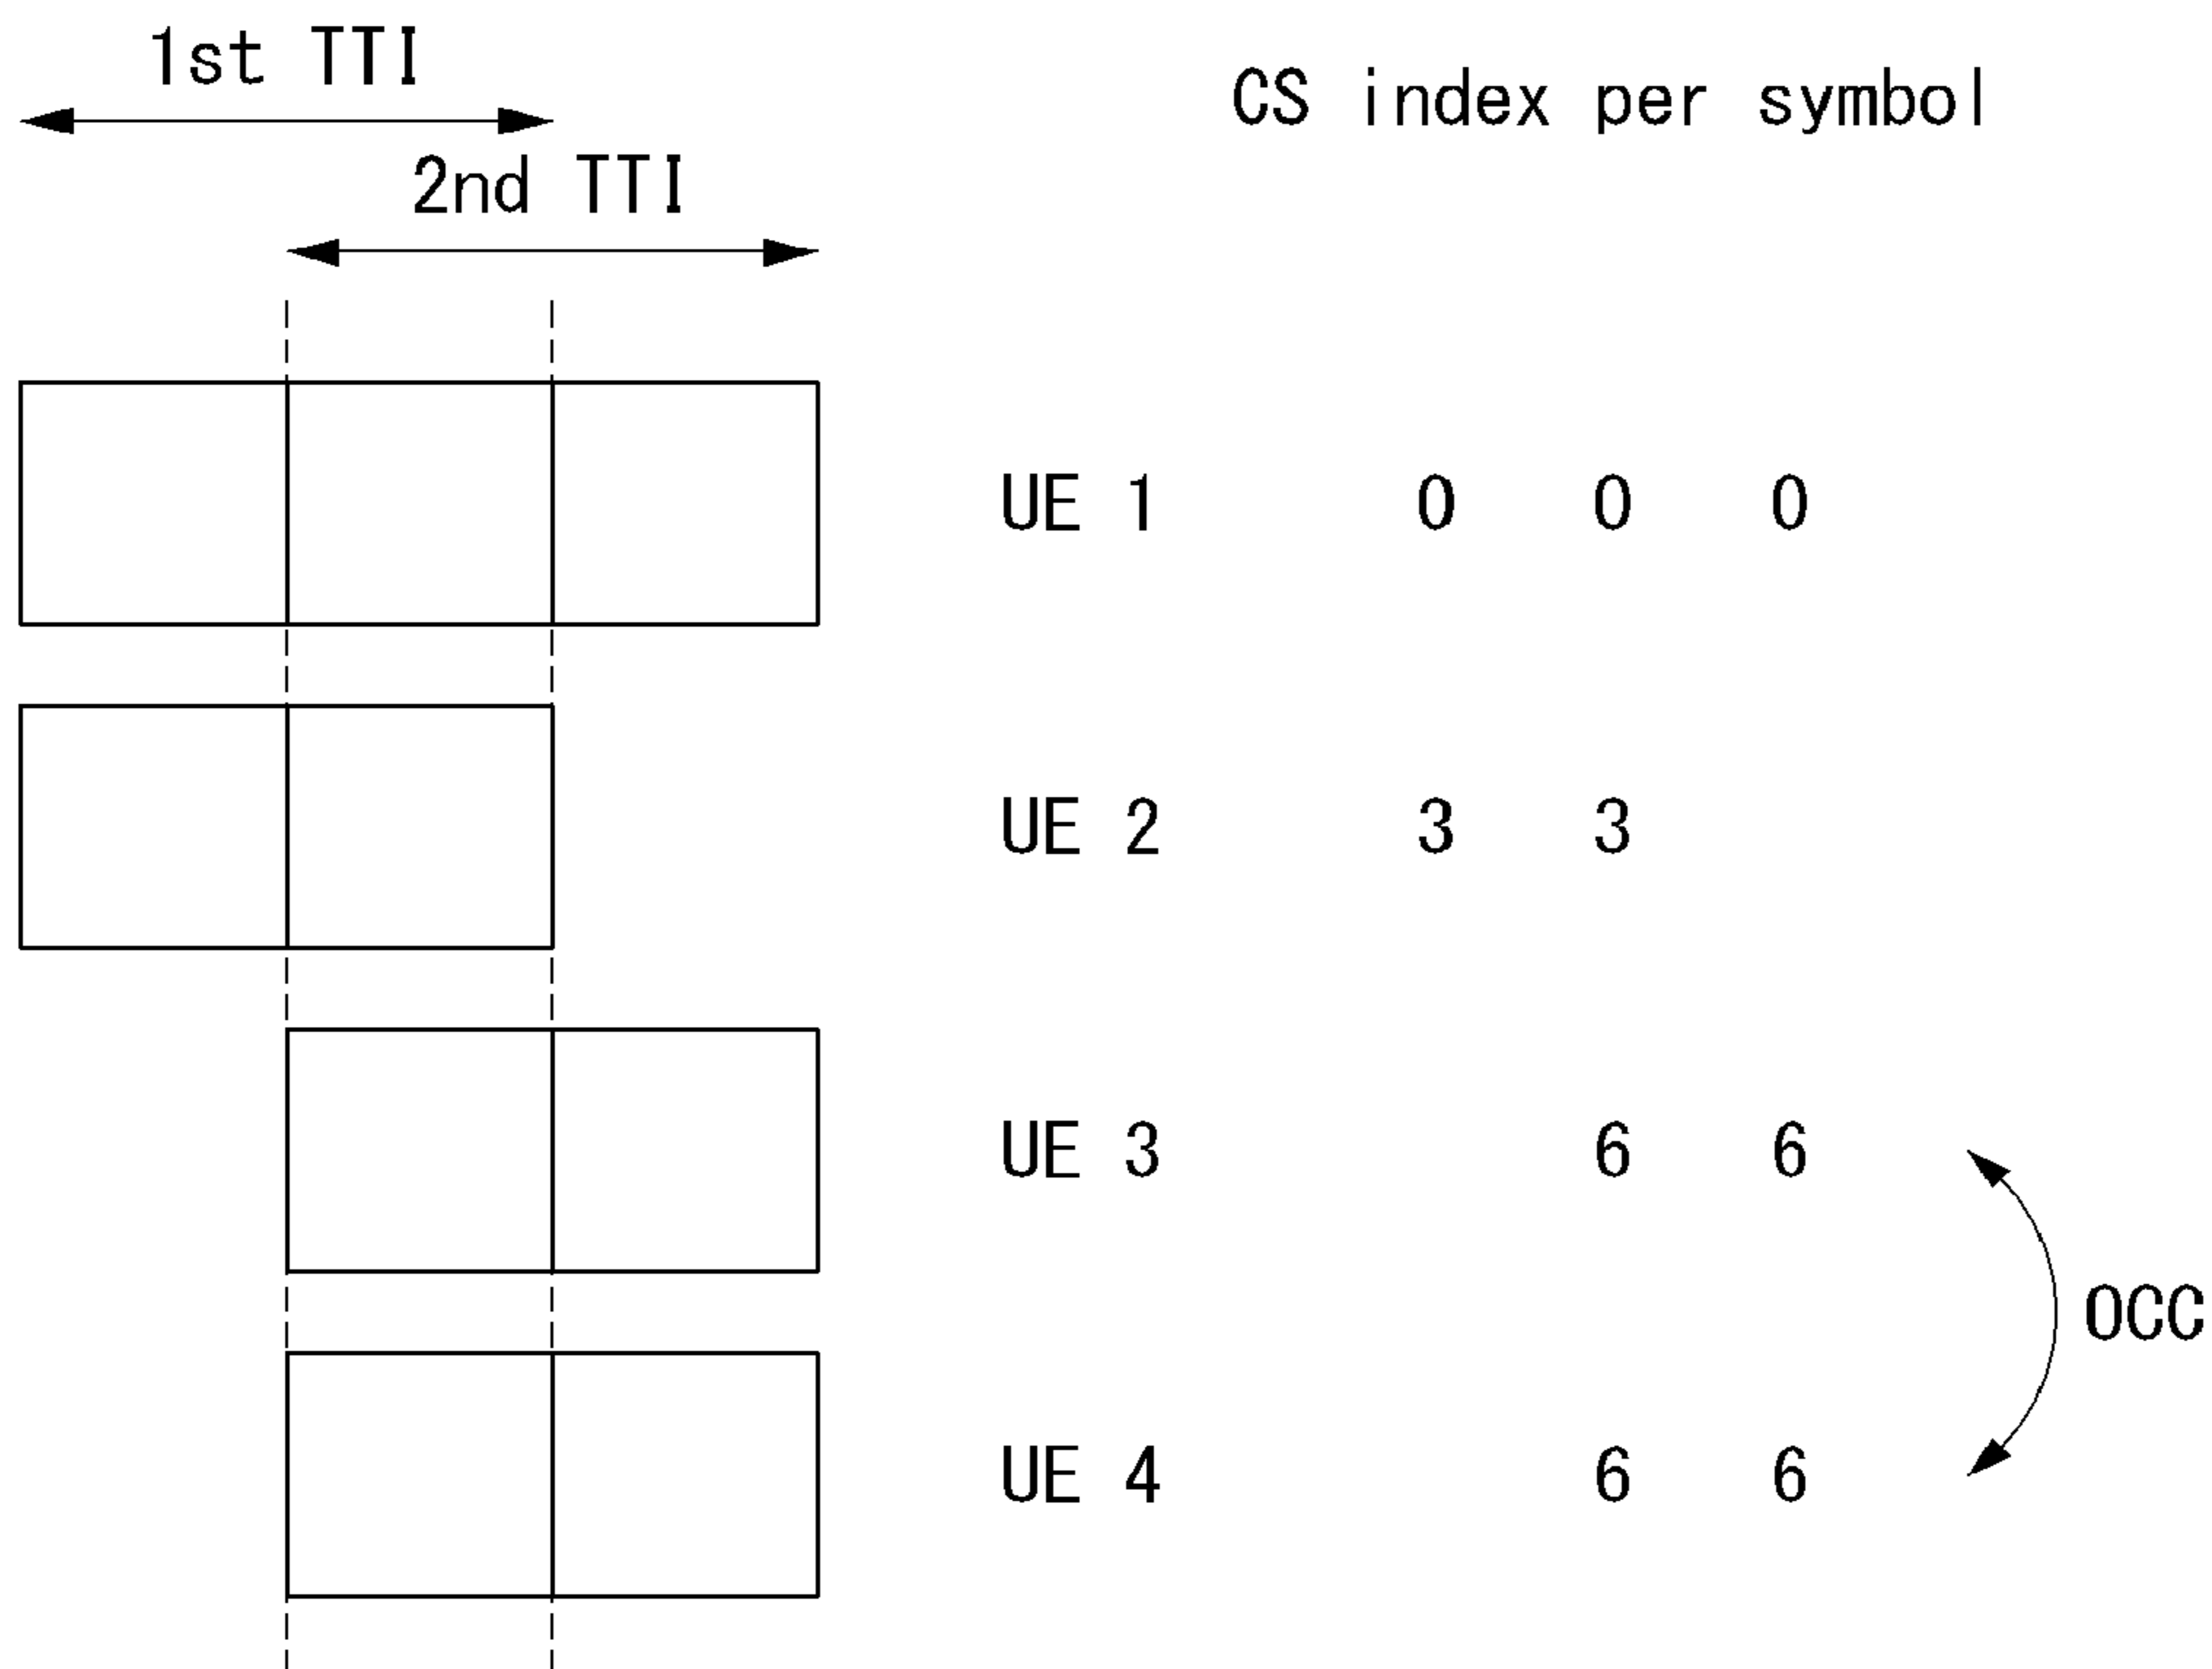 1st TTI
CS index per symbol
2nd TTI
UE 1 0 0 0
UE 2 3 3
UE 3 6 6
OCC
UE 4 6 6